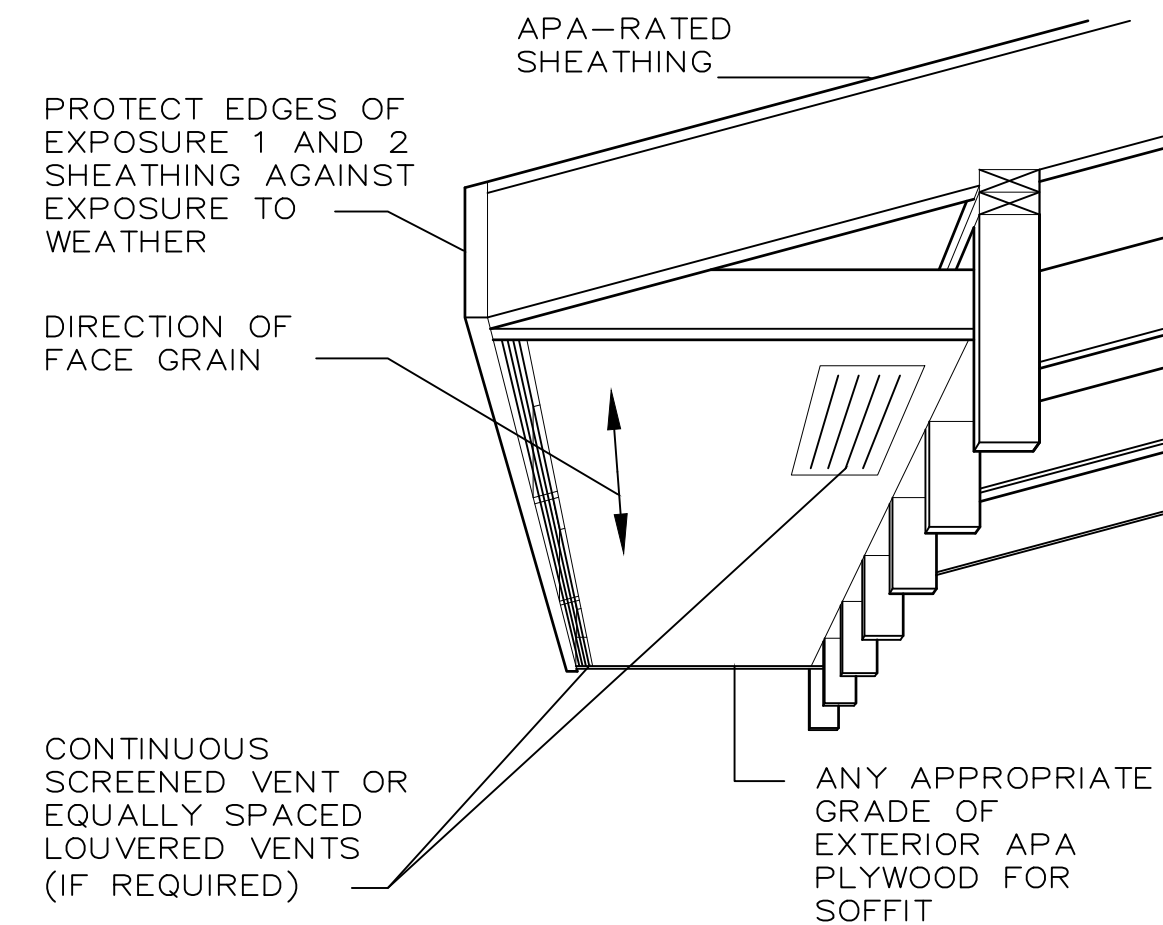 APA-RATED
SHEATHING
PROTECT EDGES OF
EXPOSURE 1 AND 2
SHEATHING AGAINST
EXPOSURE TO
WEATHER
DIRECTION OF
FACE GRAIN
CONTINUOUS
SCREENED VENT OR
EQUALLY SPACED
LOUVERED VENTS
(IF REQUIRED)
ANY APPROPRIATE
GRADE OF
EXTERIOR APA
PLYWOOD FOR
SOFFIT